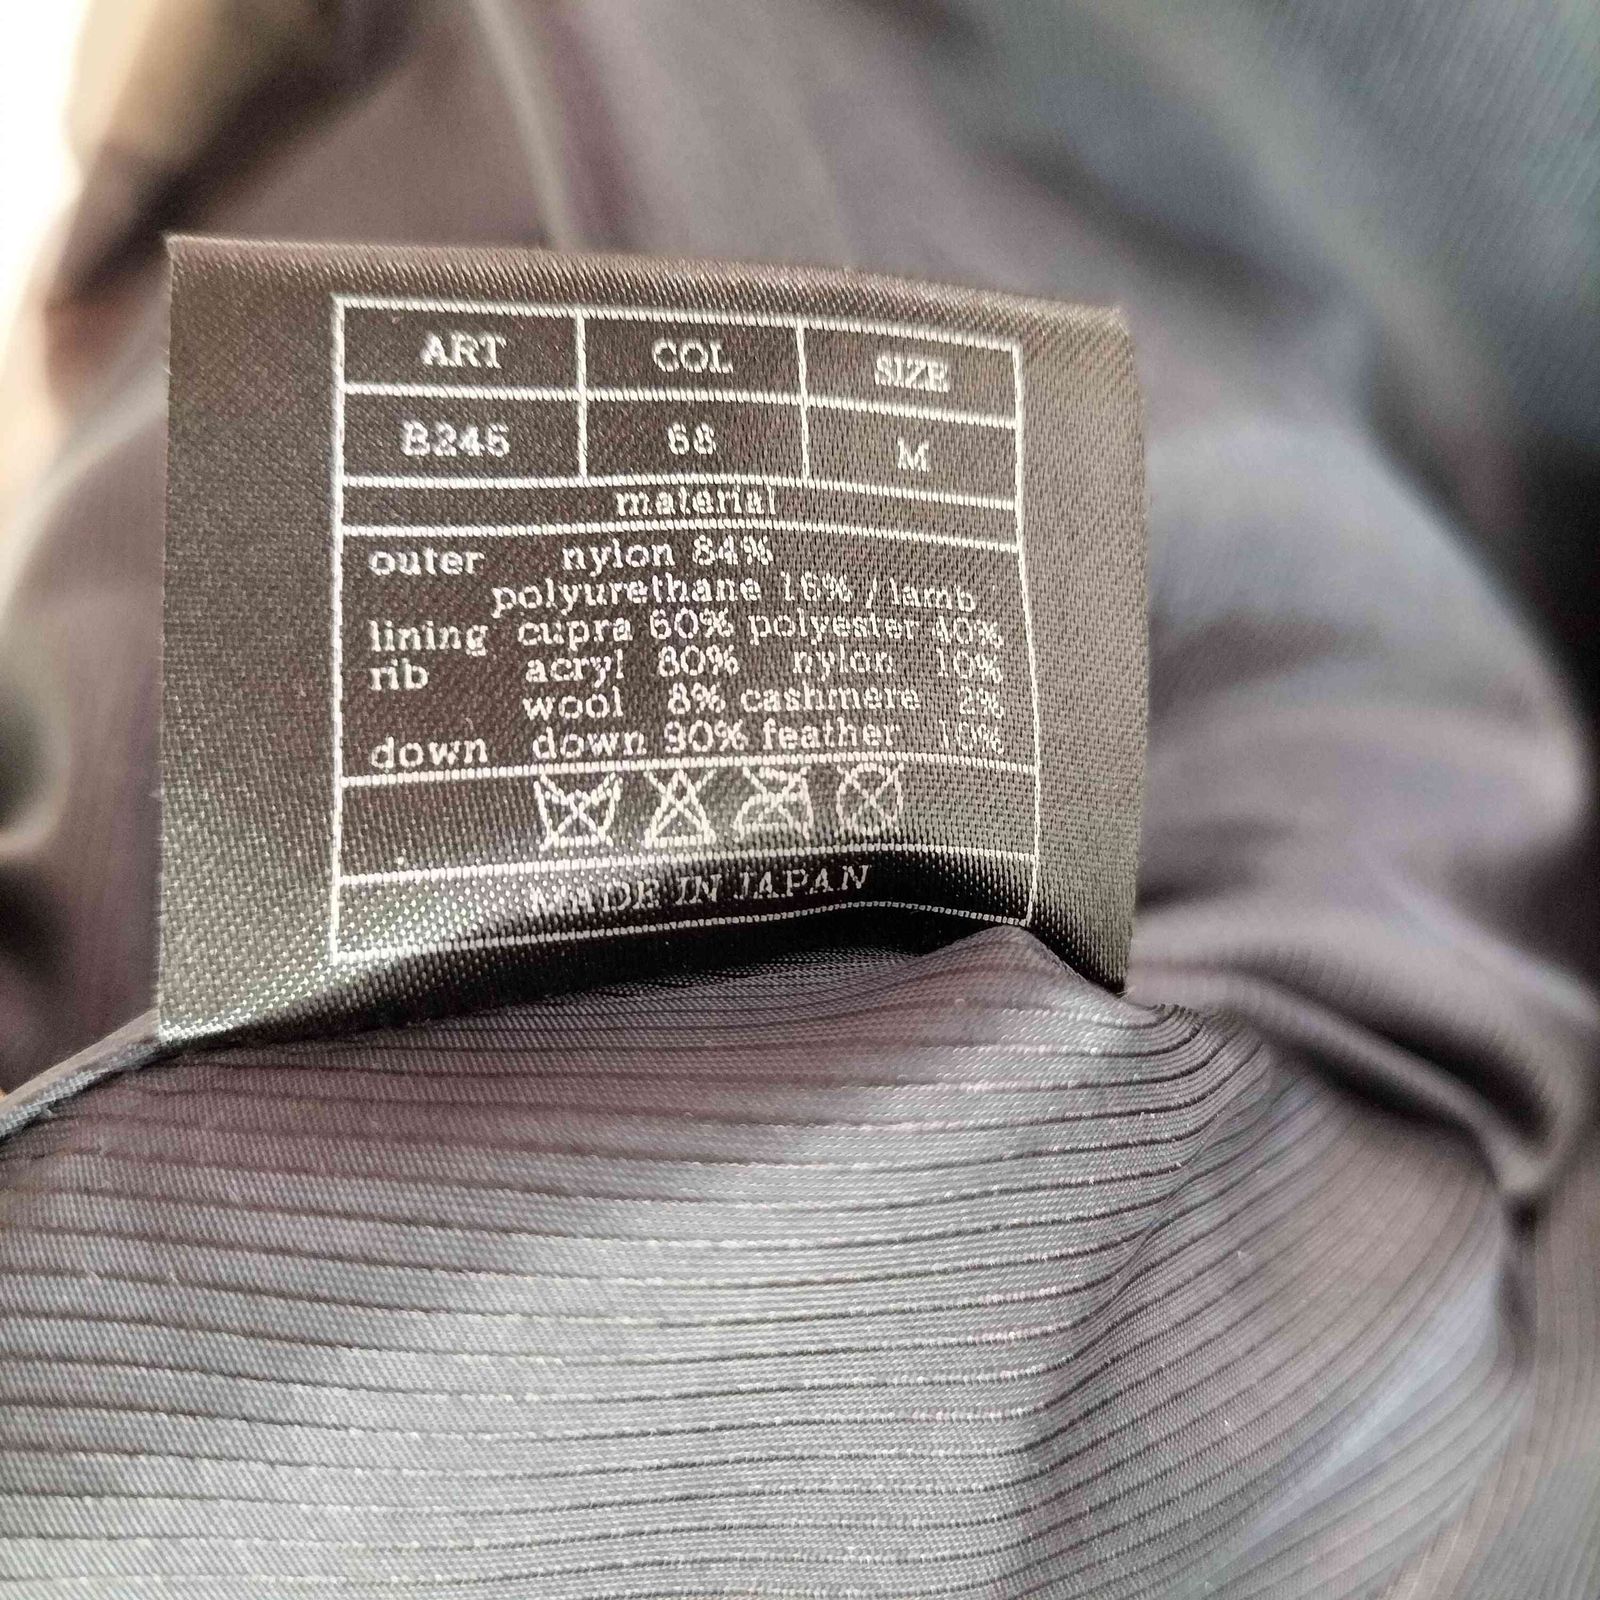 ART COL SIZE
B245 68 M
material
outer nylon 84%
polyurethane 16% / lamb
lining cupra 60% polyester 40%
rib acryl 80% nylon 10%
wool 8% cashmere 2%
down down 90% feather 10%
MADE IN JAPAN